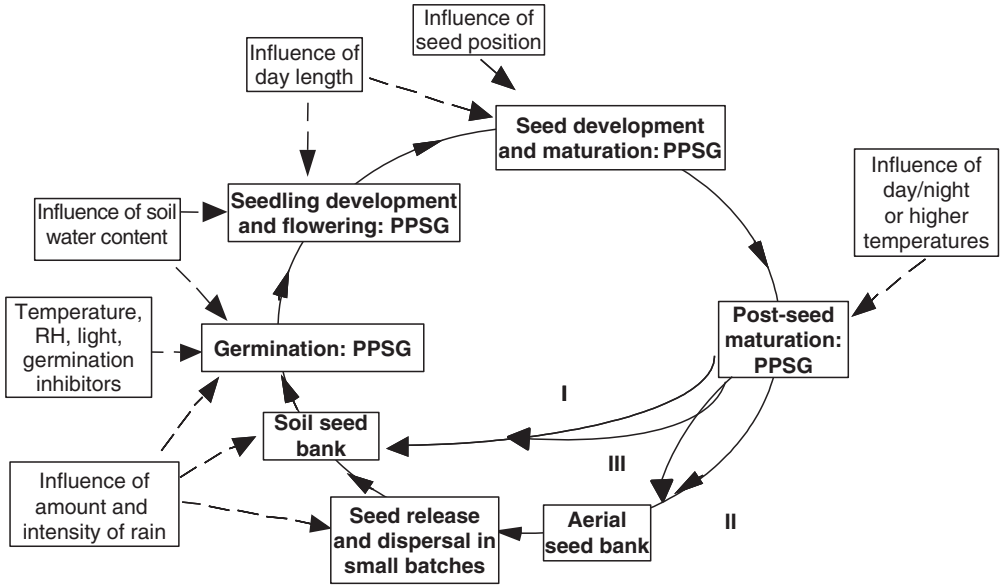 Influence of
seed position
Influence of
day length
Seed development
and maturation: PPSG
Influence of
day/night
or higher
temperatures
Seedling development
and flowering: PPSG
Influence of soil
water content
Temperature,
RH, light,
germination
inhibitors
Germination: PPSG
Post-seed
maturation:
PPSG
I
Soil seed
bank
III
Influence of
amount and
intensity of rain
Seed release
and dispersal in
small batches
Aerial
seed bank
II